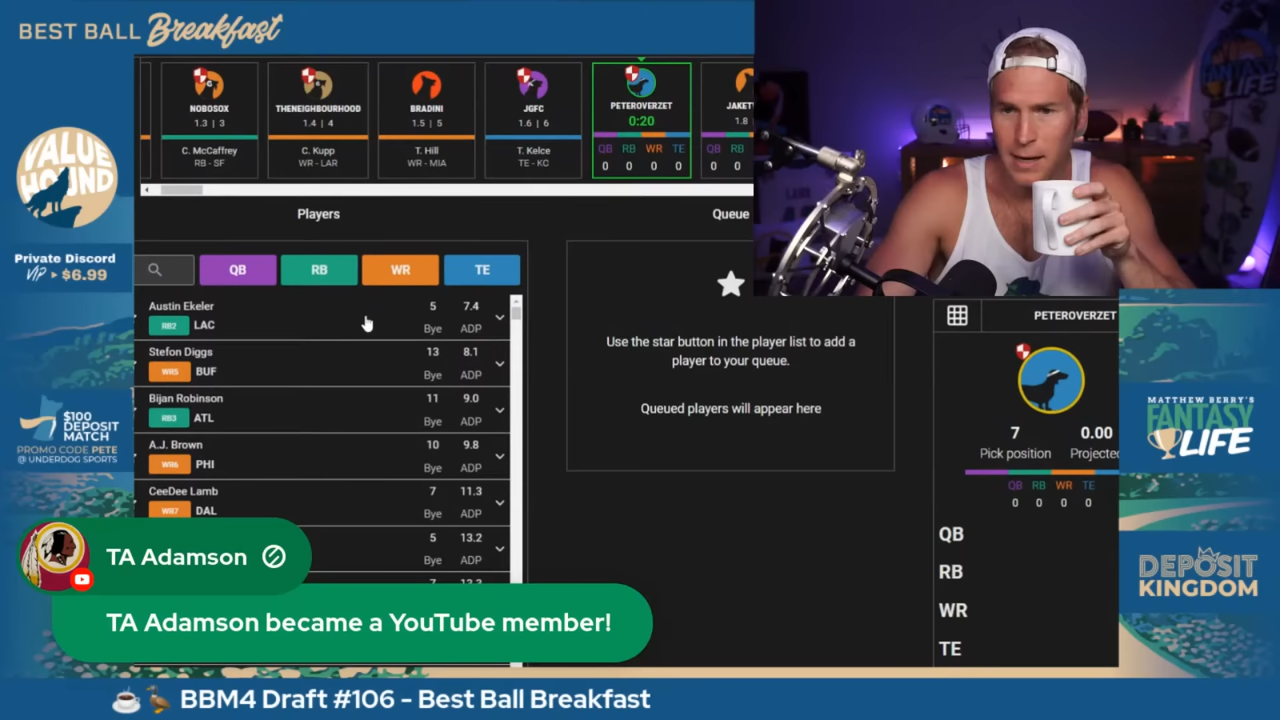 BEST BALL Breakfast
NOBOSOX
1.3 | 3
C. McCaffrey
RB - SF
THENEIGHBOURHOOD
1.4 | 4
C. Kupp
WR - LAR
BRADINI
1.5 | 5
T. Hill
WR - MIA
JGFC
1.6 | 6
T. Kelce
TE - KC
PETEROVERZET
0:20
QB RB WR TE
0 0 0 0
JAKET
1.8
QB RB
0 0
VALUE
HOUND
Private Discord
VIP ▸ $6.99
$100
DEPOSIT
MATCH
PROMO CODE PETE
@ UNDERDOG SPORTS
Players
QB RB WR TE
Austin Ekeler 5 7.4
RB2 LAC Bye ADP
Stefon Diggs 13 8.1
WR5 BUF Bye ADP
Bijan Robinson 11 9.0
RB3 ATL Bye ADP
A.J. Brown 10 9.8
WR6 PHI Bye ADP
CeeDee Lamb 7 11.3
WR7 DAL Bye ADP
5 13.2
Bye ADP
Queue
Use the star button in the player list to add a
player to your queue.
Queued players will appear here
PETEROVERZET
7 0.00
Pick position Projected
QB RB WR TE
0 0 0 0
QB
RB
WR
TE
MATTHEW BERRY'S
FANTASY
LIFE
DEPOSIT
KINGDOM
FANTASY
LIFE
TA Adamson
TA Adamson became a YouTube member!
BBM4 Draft #106 - Best Ball Breakfast